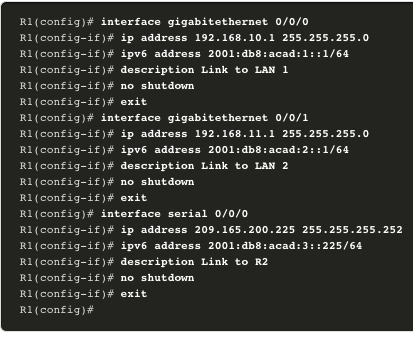 R1(config)# interface gigabitethernet 0/0/0
R1(config-if)# ip address 192.168.10.1 255.255.255.0
R1(config-if)# ipv6 address 2001:db8:acad:1::1/64
R1(config-if)# description Link to LAN 1
R1(config-if)# no shutdown
R1(config-if)# exit
R1(config)# interface gigabitethernet 0/0/1
R1(config-if)# ip address 192.168.11.1 255.255.255.0
R1(config-if)# ipv6 address 2001:db8:acad:2::1/64
R1(config-if)# description Link to LAN 2
R1(config-if)# no shutdown
R1(config-if)# exit
R1(config)# interface serial 0/0/0
R1(config-if)# ip address 209.165.200.225 255.255.255.252
R1(config-if)# ipv6 address 2001:db8:acad:3::225/64
R1(config-if)# description Link to R2
R1(config-if)# no shutdown
R1(config-if)# exit
R1(config)#